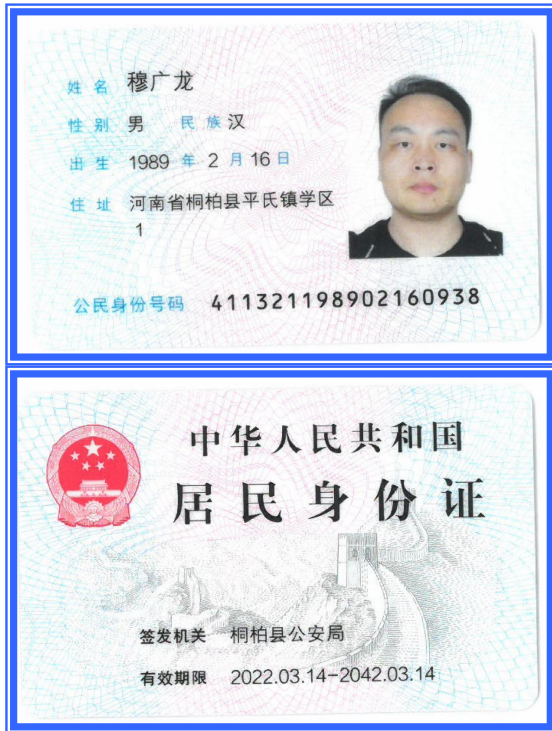 姓名 穆广龙
性别 男 民族 汉
出生 1989 年 2 月 16 日
住址 河南省桐柏县平氏镇学区
1
公民身份号码 411321198902160938
中华人民共和国
居民身份证
签发机关 桐柏县公安局
有效期限 2022.03.14-2042.03.14